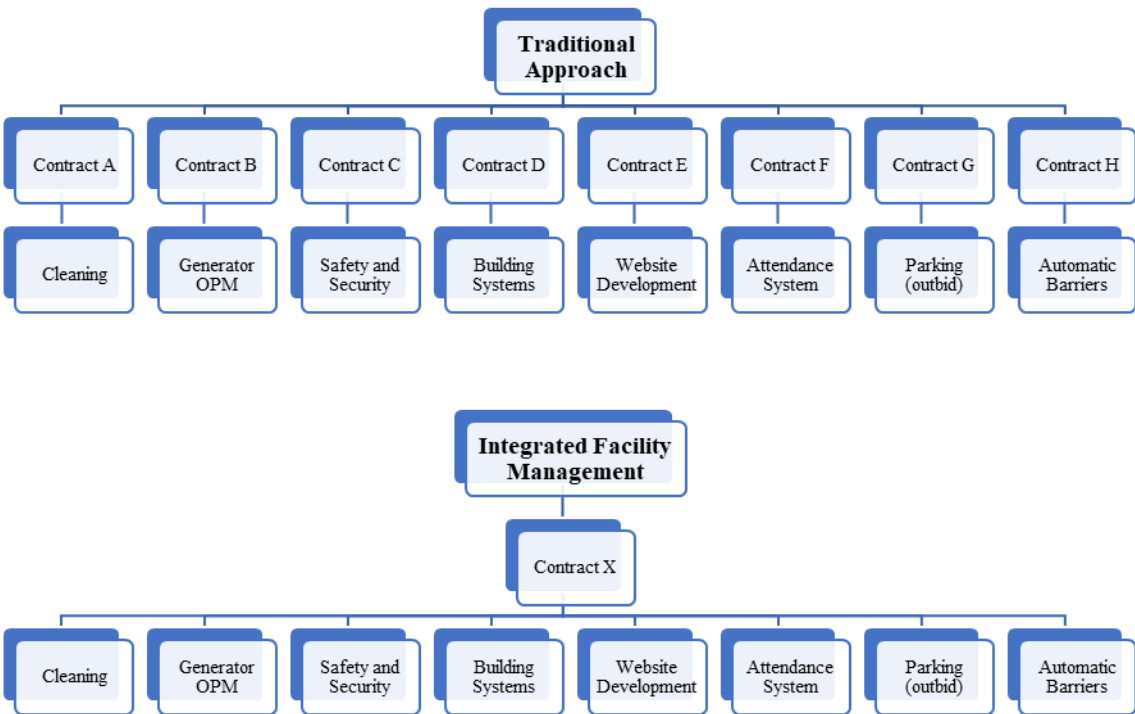 Traditional
Approach
Contract A
Contract B
Contract C
Contract D
Contract E
Contract F
Contract G
Contract H
Cleaning
Generator
OPM
Safety and
Security
Building
Systems
Website
Development
Attendance
System
Parking
(outbid)
Automatic
Barriers
Integrated Facility
Management
Contract X
Cleaning
Generator
OPM
Safety and
Security
Building
Systems
Website
Development
Attendance
System
Parking
(outbid)
Automatic
Barriers